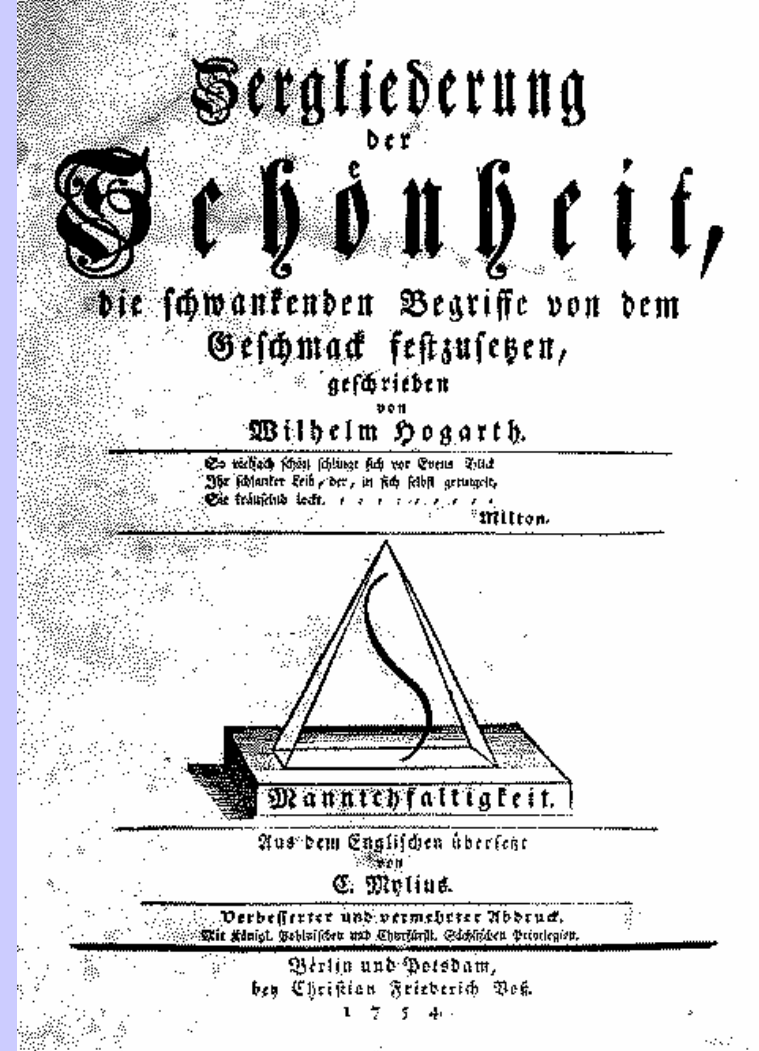 Zergliederung
der
Schönheit,
die schwankenden Begriffe von dem
Geschmack festzusetzen,
geschrieben
von
Wilhelm Hogarth.
So vielfach schön schlingt sich vor Evens Blick
Ihr schlanker Leib, der, in sich selbst geringelt,
Sie kräuselnd lockt.
Milton.
Mannichfaltigkeit.
Aus dem Englischen übersetzt
von
C. Mylius.
Verbesserter und vermehrter Abdruck.
Mit Königl. Pohlnischen und Churfürstl. Sächsischen Privilegien.
Berlin und Potsdam,
bey Christian Friederich Voß.
1754.